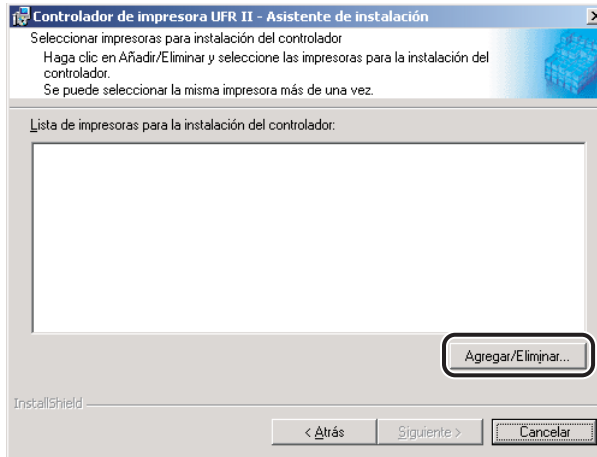 Controlador de impresora UFR II - Asistente de instalación
Seleccionar impresoras para instalación del controlador
Haga clic en Añadir/Eliminar y seleccione las impresoras para la instalación del
controlador.
Se puede seleccionar la misma impresora más de una vez.
Lista de impresoras para la instalación del controlador:
Agregar/Eliminar...
InstallShield
< Atrás Siguiente > Cancelar